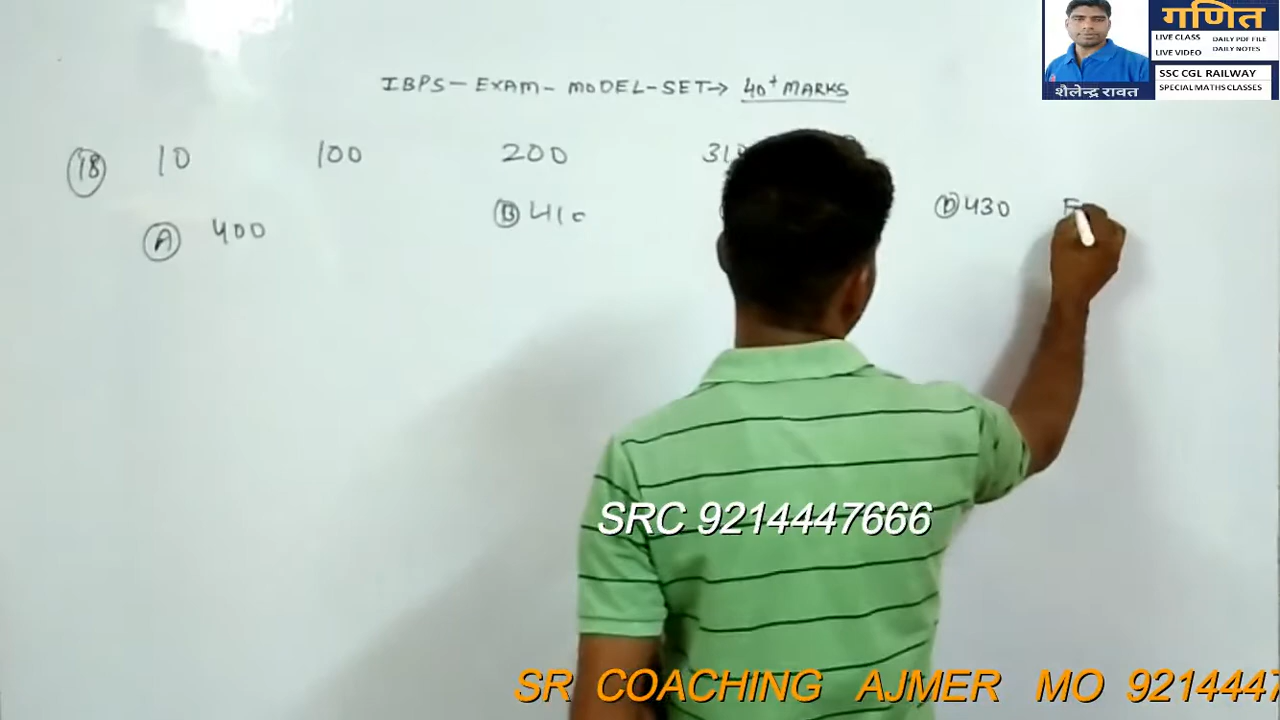 गणित
LIVE CLASS DAILY PDF FILE
LIVE VIDEO DAILY NOTES
SSC CGL RAILWAY
SPECIAL MATHS CLASSES
शैलेन्द्र रावत
IBPS-EXAM-MODEL-SET→ 40+ MARKS
18 10 100 200
A 400 B 410 D 430
SRC 9214447666
SR COACHING AJMER MO 9214447